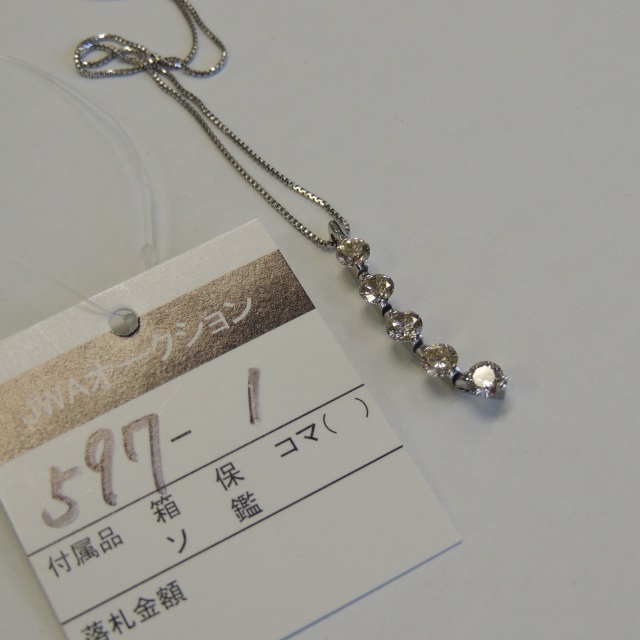 JWAオークション
597-1
付属品 箱 保 コマ( )
ソ 鑑
落札金額